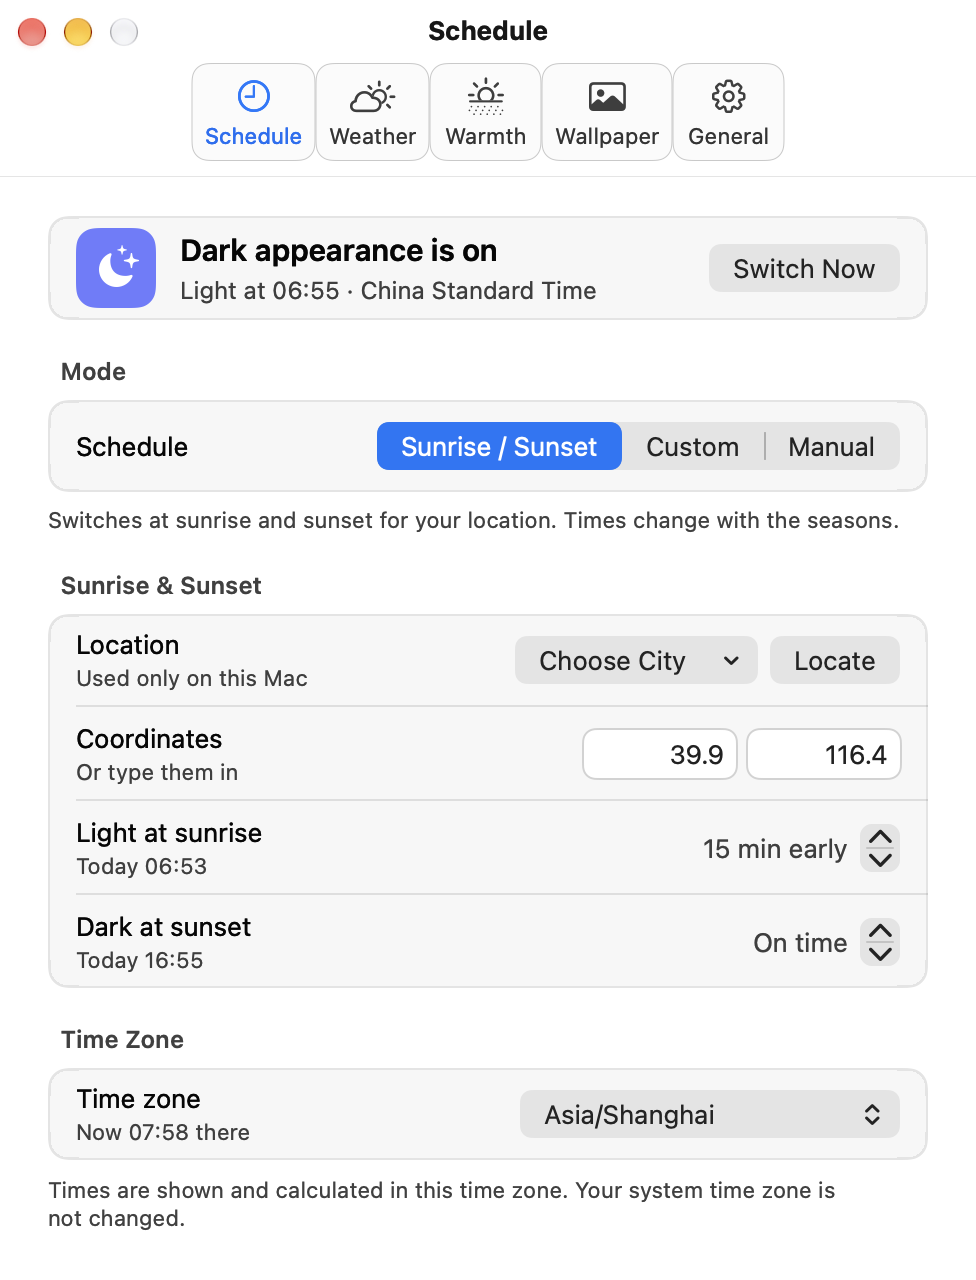 Schedule
Schedule
Weather
Warmth
Wallpaper
General
Dark appearance is on
Light at 06:55 · China Standard Time
Switch Now
Mode
Schedule
Sunrise / Sunset
Custom
Manual
Switches at sunrise and sunset for your location. Times change with the seasons.
Sunrise & Sunset
Location
Used only on this Mac
Choose City
Locate
Coordinates
Or type them in
39.9
116.4
Light at sunrise
Today 06:53
15 min early
Dark at sunset
Today 16:55
On time
Time Zone
Time zone
Now 07:58 there
Asia/Shanghai
Times are shown and calculated in this time zone. Your system time zone is
not changed.